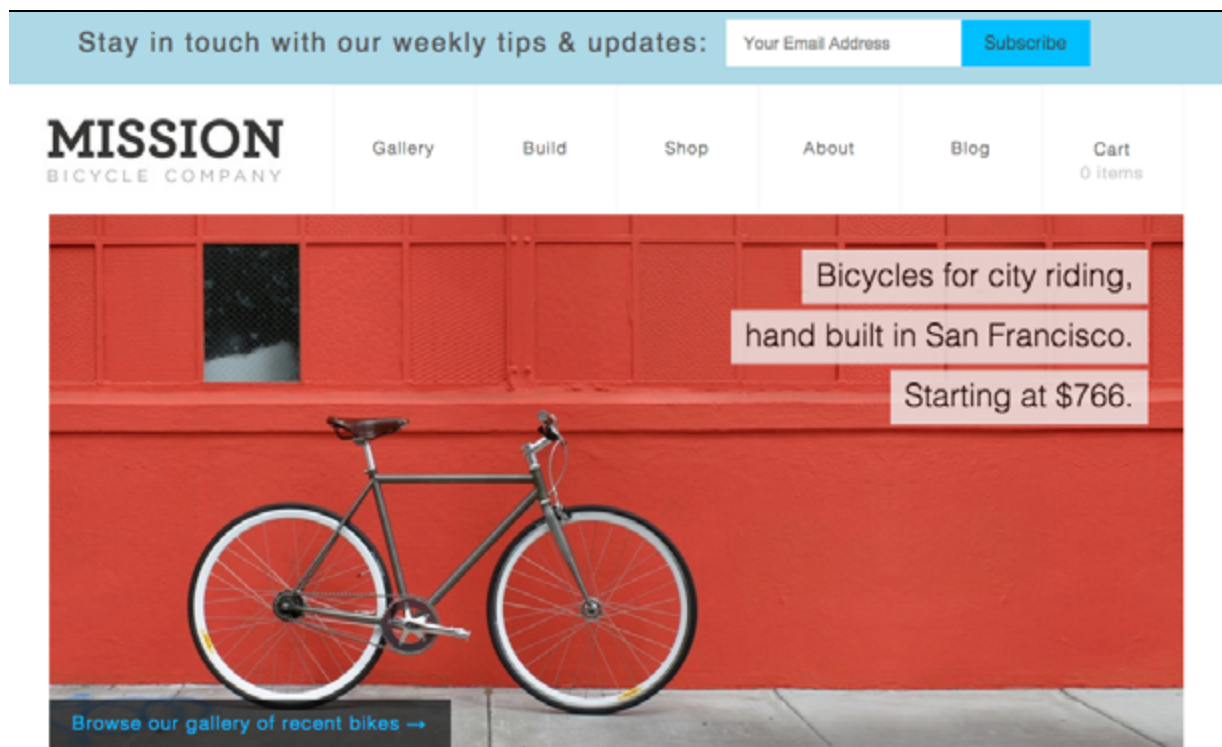 Stay in touch with our weekly tips & updates:
Your Email Address
Subscribe
MISSION
BICYCLE COMPANY
Gallery
Build
Shop
About
Blog
Cart
0 items
Bicycles for city riding,
hand built in San Francisco.
Starting at $766.
Browse our gallery of recent bikes →